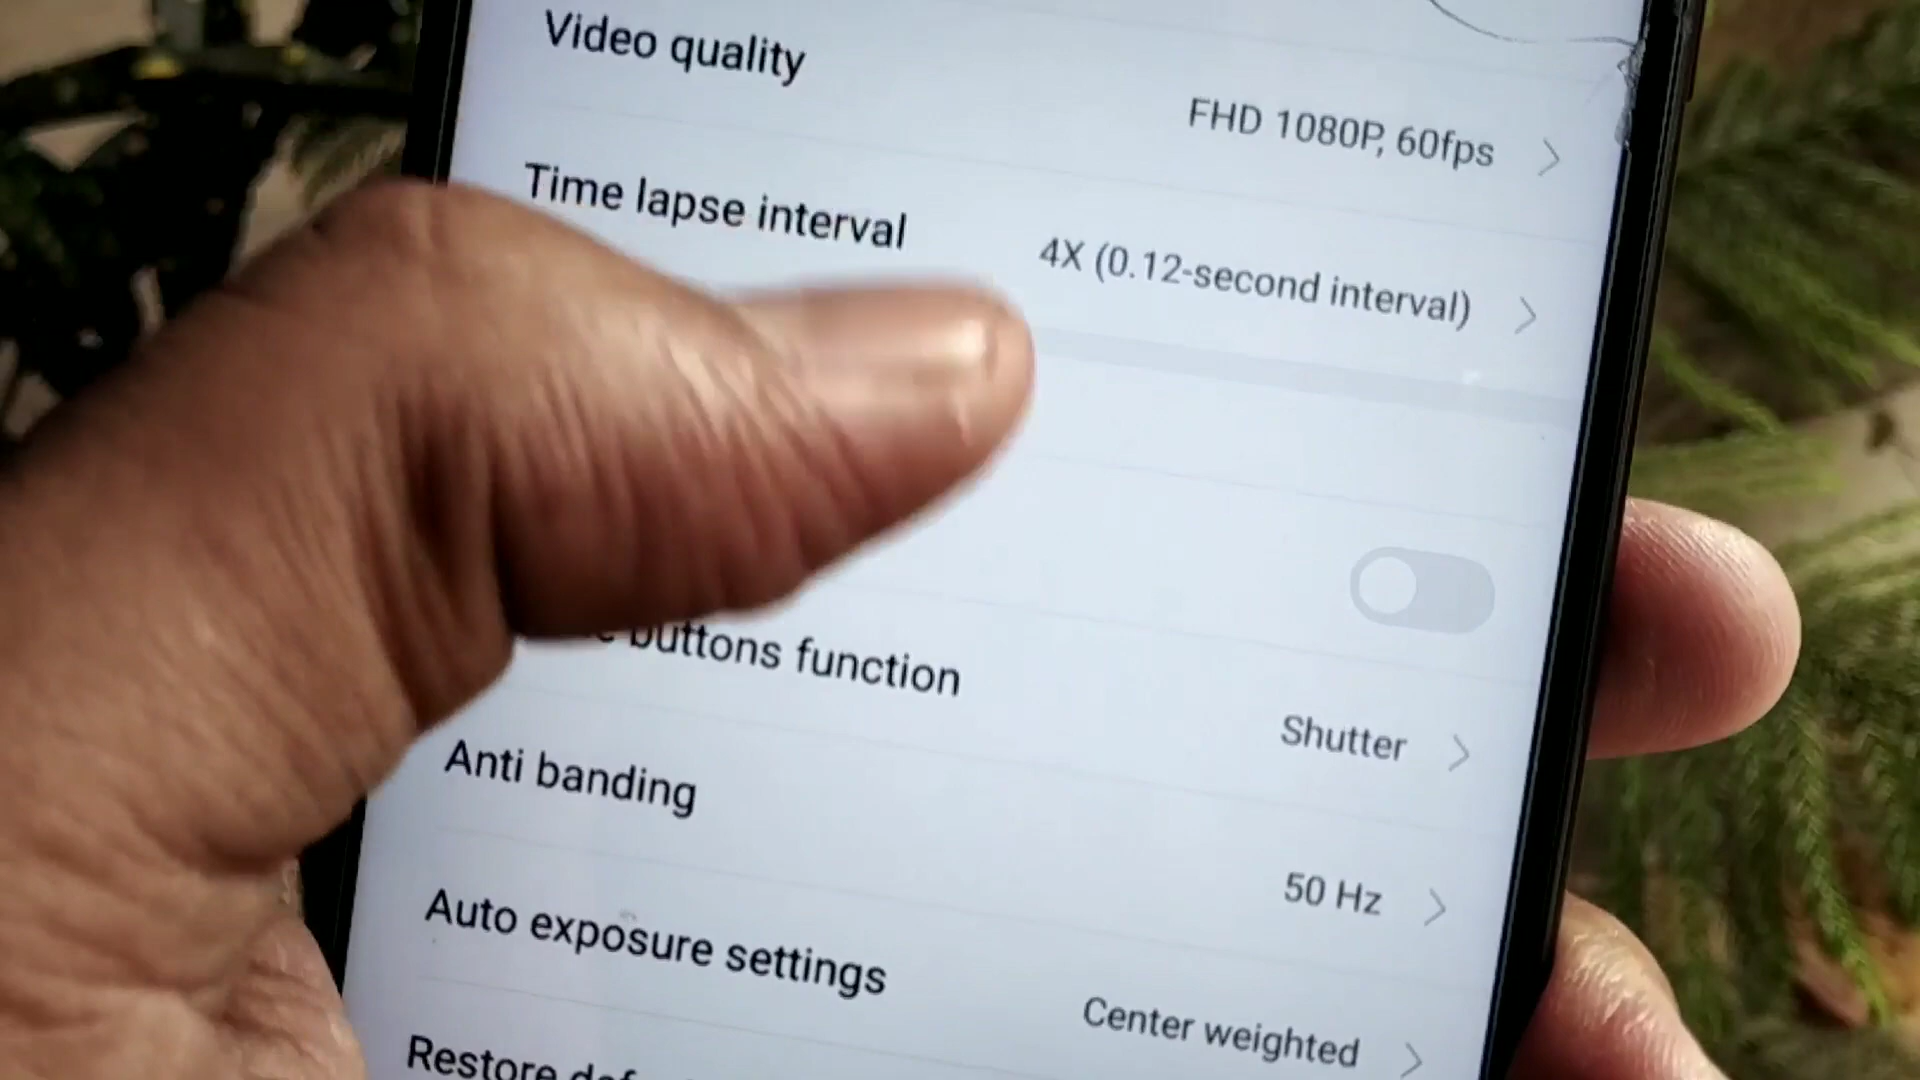 Video quality
FHD 1080P, 60fps
Time lapse interval
4X (0.12-second interval)
buttons function
Shutter
Anti banding
50 Hz
Auto exposure settings
Center weighted
Restore